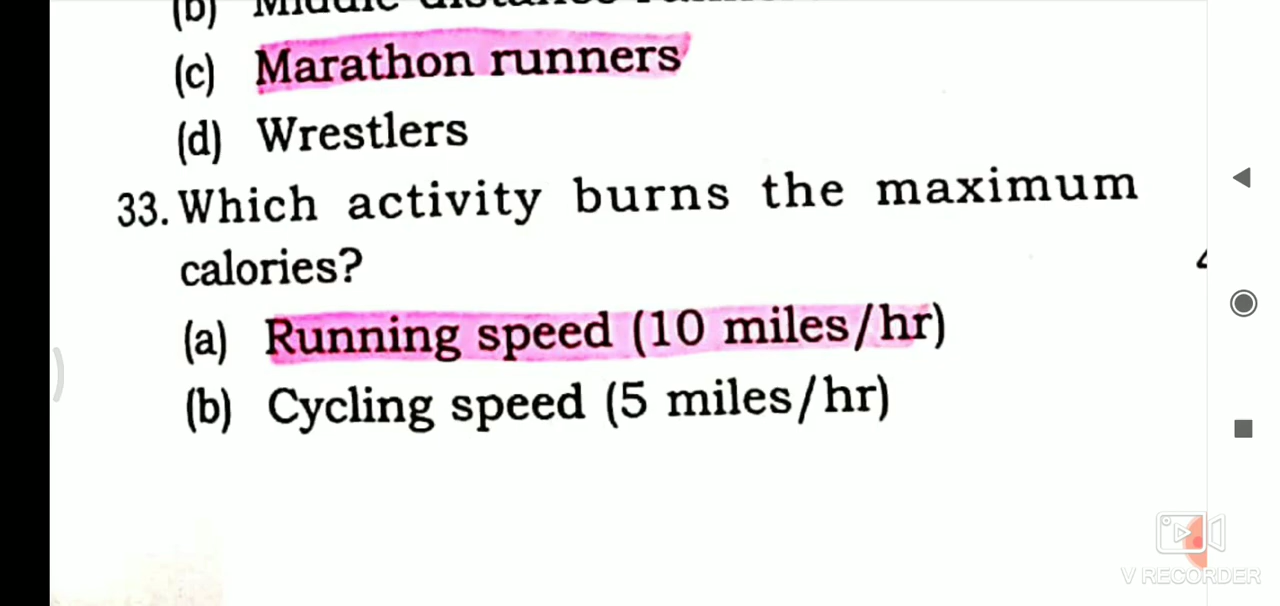 (b)
(c) Marathon runners
(d) Wrestlers
33. Which activity burns the maximum
calories?
(a) Running speed (10 miles/hr)
(b) Cycling speed (5 miles/hr)
V RECORDER